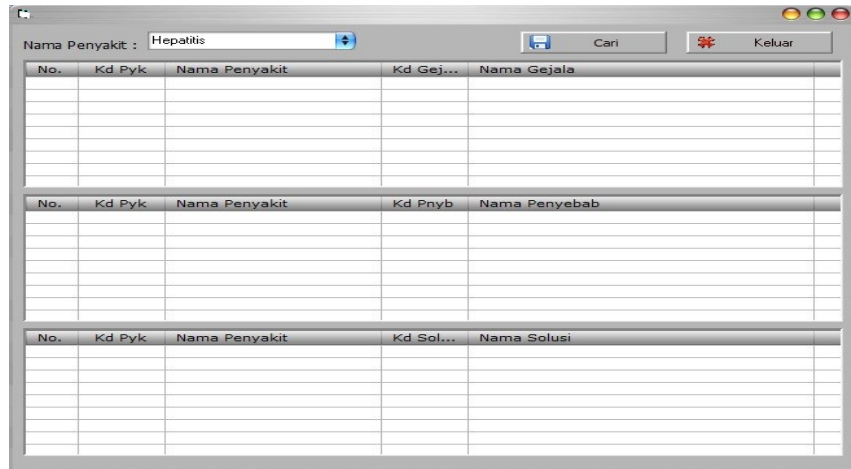 Nama Penyakit : Hepatitis Cari Keluar
No. Kd Pyk Nama Penyakit Kd Gej... Nama Gejala
No. Kd Pyk Nama Penyakit Kd Pnyb Nama Penyebab
No. Kd Pyk Nama Penyakit Kd Sol... Nama Solusi